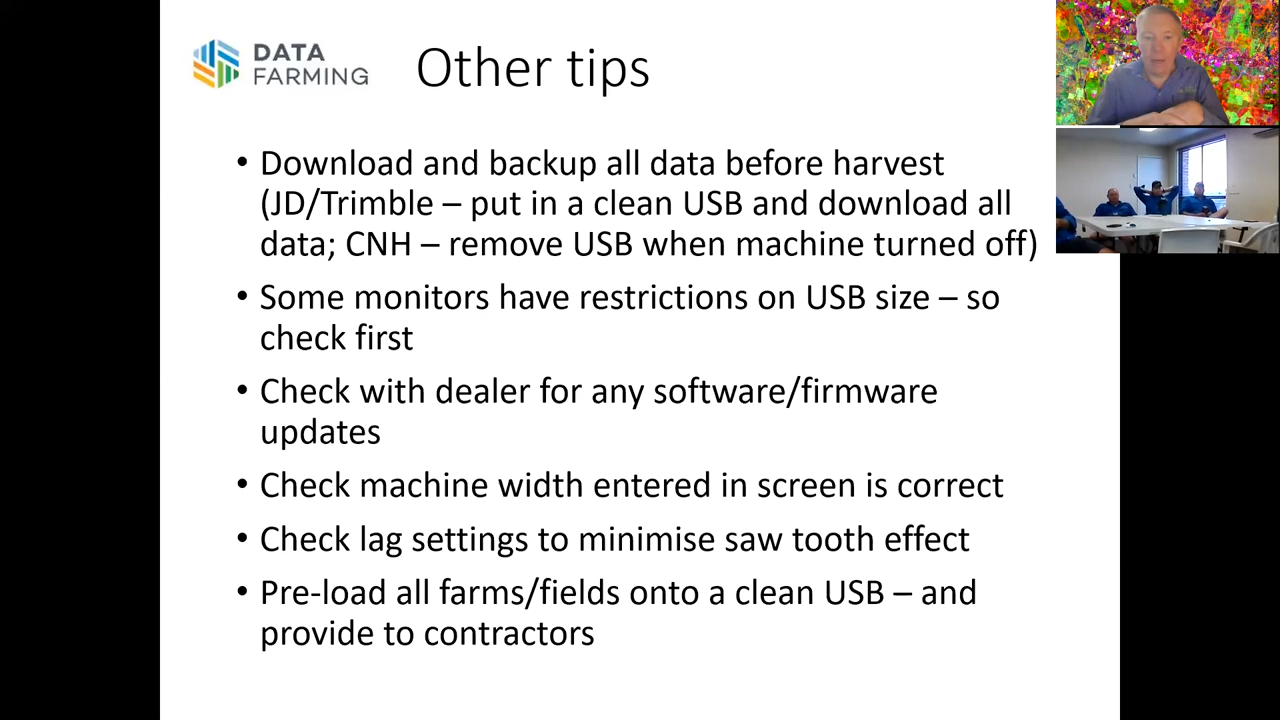 DATA
FARMING
Other tips
• Download and backup all data before harvest
(JD/Trimble – put in a clean USB and download all
data; CNH – remove USB when machine turned off)
• Some monitors have restrictions on USB size – so
check first
• Check with dealer for any software/firmware
updates
• Check machine width entered in screen is correct
• Check lag settings to minimise saw tooth effect
• Pre-load all farms/fields onto a clean USB – and
provide to contractors